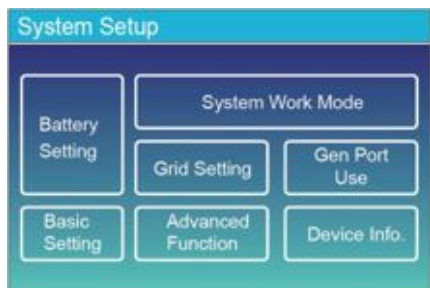 System Setup
Battery
Setting
System Work Mode
Grid Setting
Gen Port
Use
Basic
Setting
Advanced
Function
Device Info.